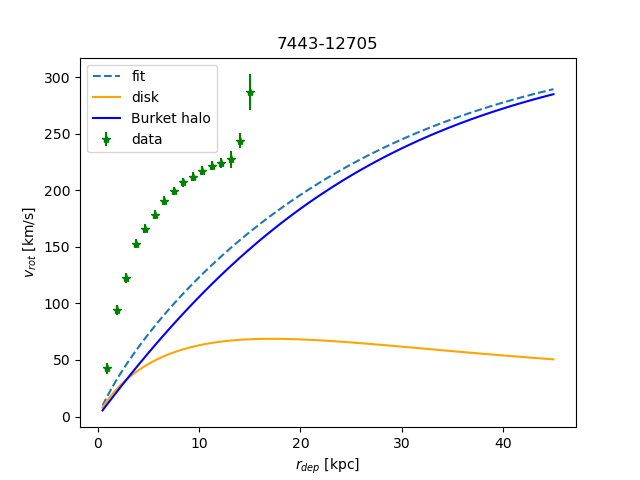 7443-12705
fit
disk
Burket halo
data
300
250
200
150
100
50
0
v_rot [km/s]
0 10 20 30 40
r_dep [kpc]